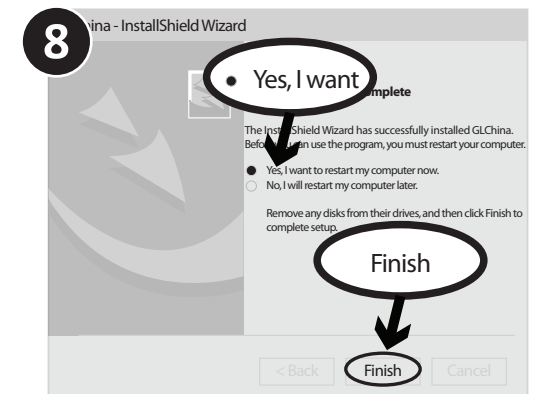 8
ina - InstallShield Wizard
Yes, I want
mplete
The Inst Shield Wizard has successfully installed GLChina.
Befo an use the program, you must restart your computer.
Yes, I want to restart my computer now.
No, I will restart my computer later.
Remove any disks from their drives, and then click Finish to
complete setup.
Finish
< Back Finish Cancel